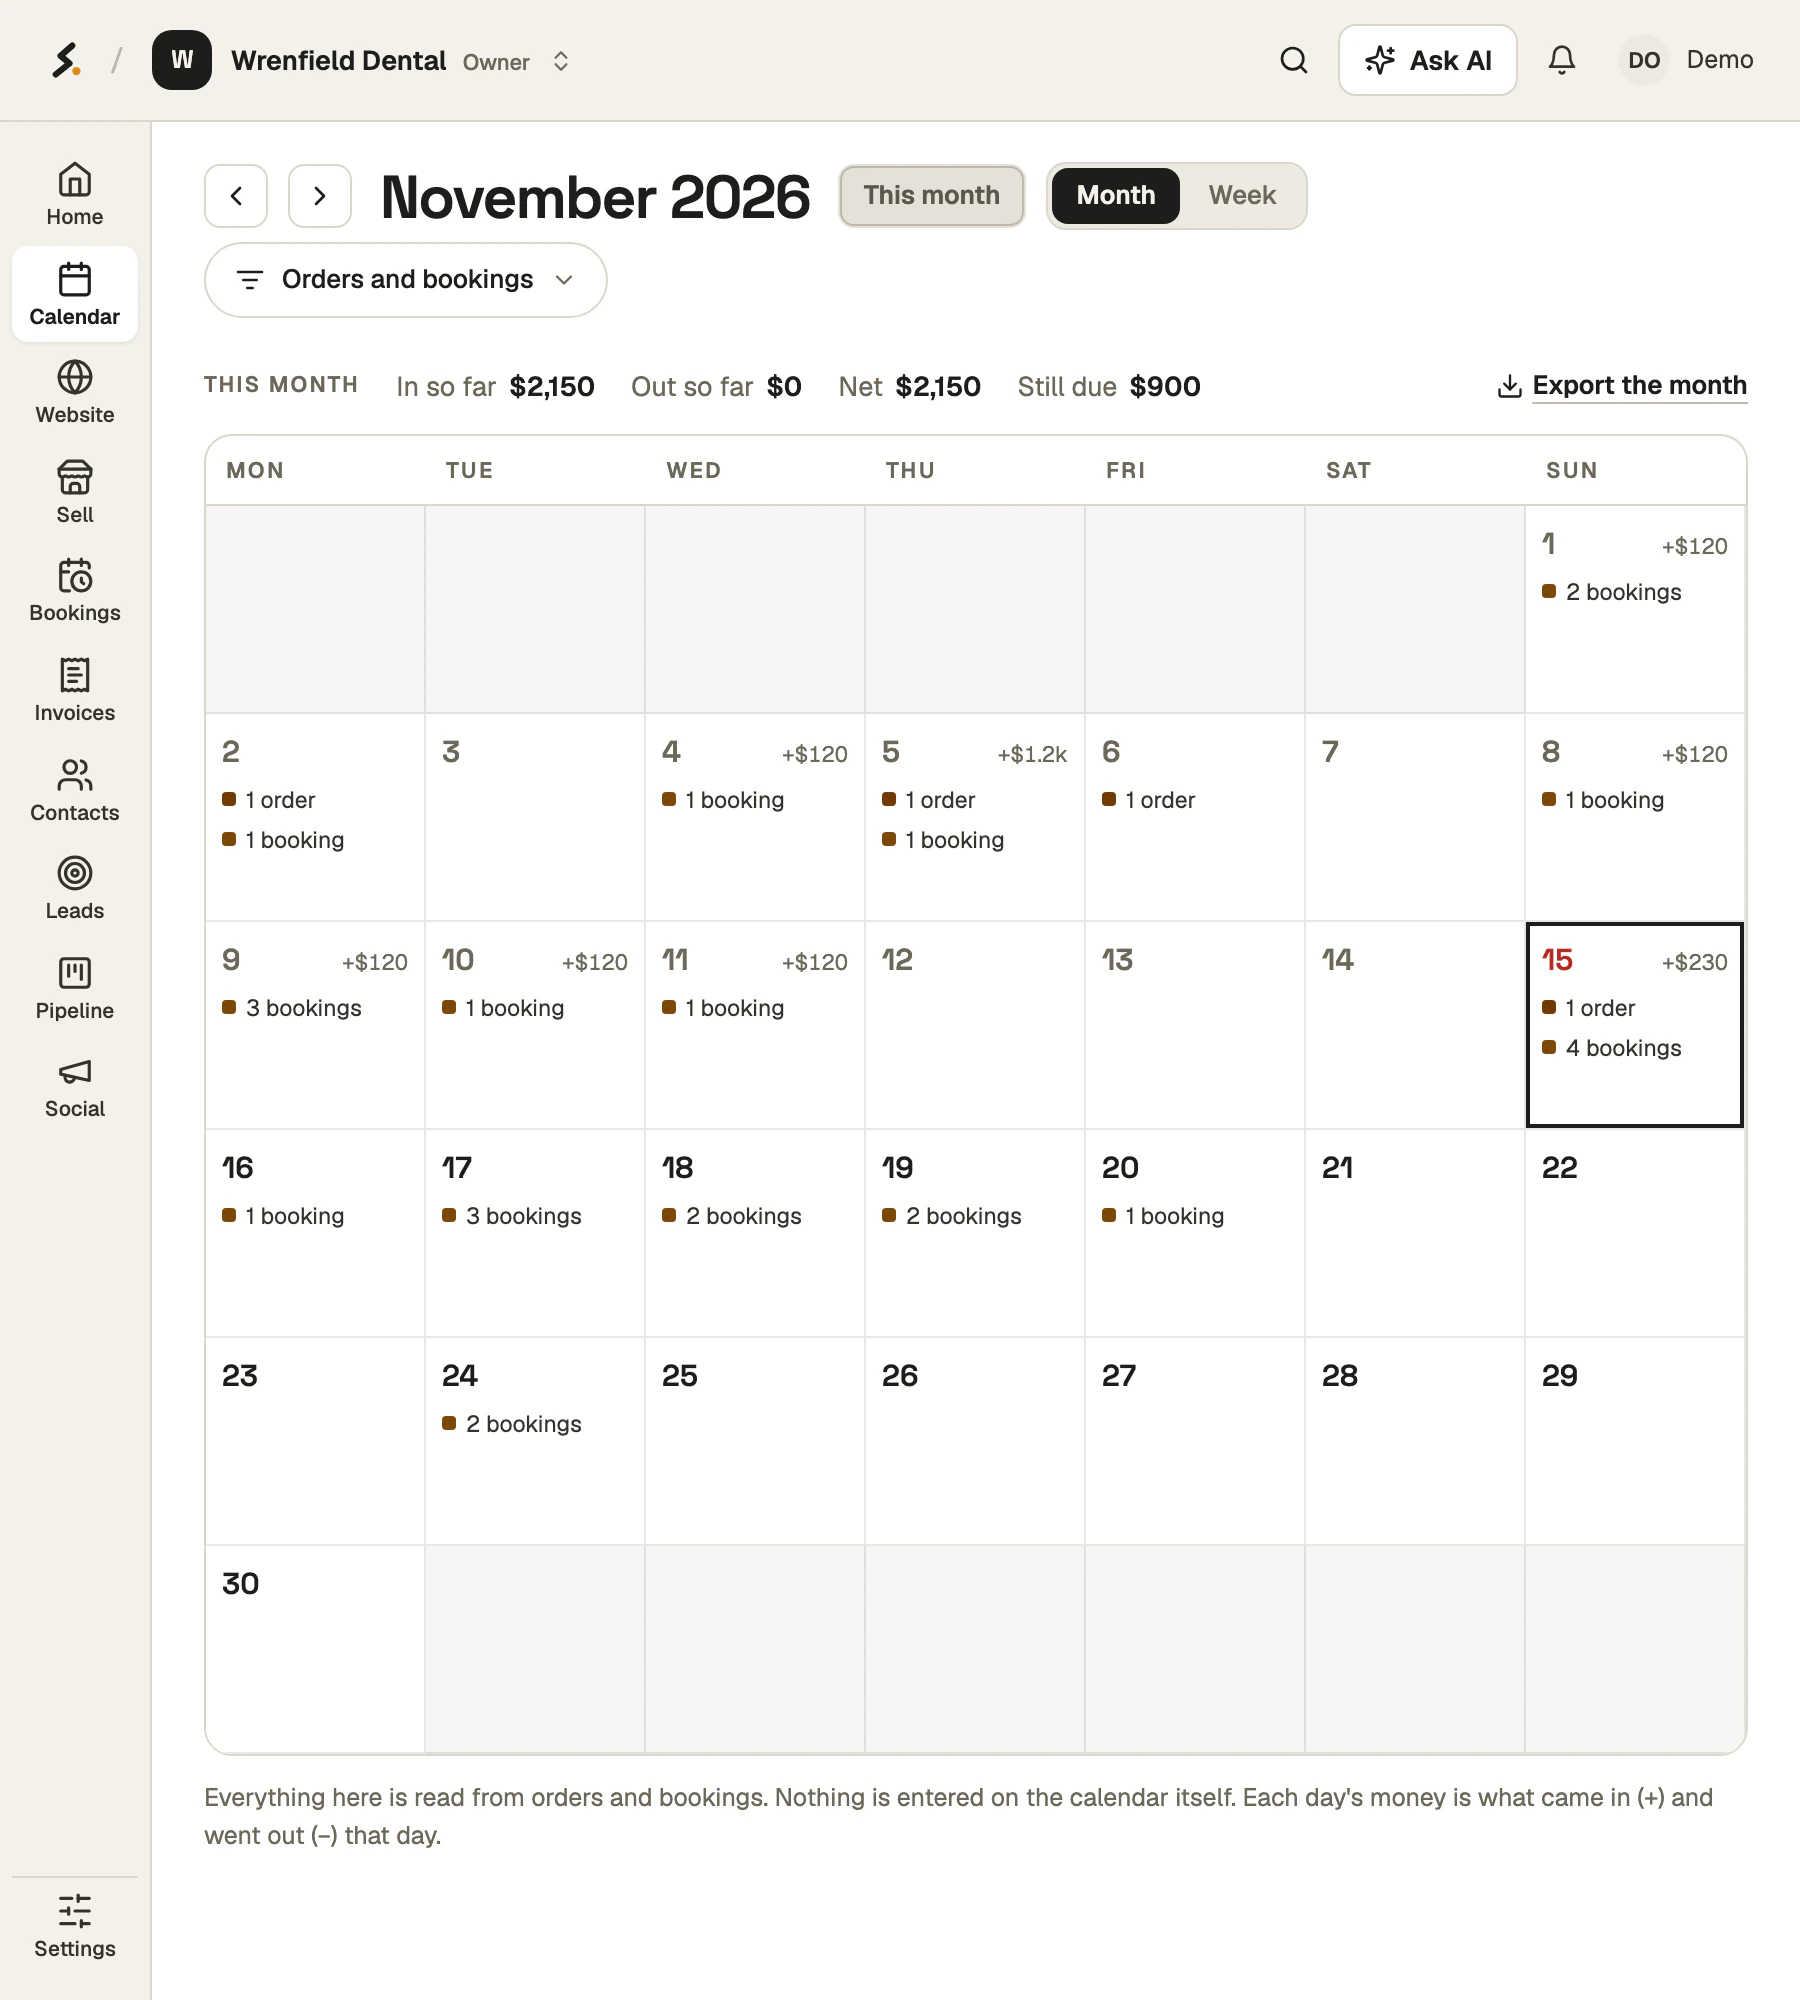 / W Wrenfield Dental Owner
Ask AI
DO Demo
Home
Calendar
Website
Sell
Bookings
Invoices
Contacts
Leads
Pipeline
Social
Settings
November 2026 This month Month Week
Orders and bookings
THIS MONTH In so far $2,150 Out so far $0 Net $2,150 Still due $900 Export the month
MON TUE WED THU FRI SAT SUN
1 +$120
2 bookings
2
1 order
1 booking
3
4 +$120
1 booking
5 +$1.2k
1 order
1 booking
6
1 order
7
8 +$120
1 booking
9 +$120
3 bookings
10 +$120
1 booking
11 +$120
1 booking
12
13
14
15 +$230
1 order
4 bookings
16
1 booking
17
3 bookings
18
2 bookings
19
2 bookings
20
1 booking
21
22
23
24
2 bookings
25
26
27
28
29
30
Everything here is read from orders and bookings. Nothing is entered on the calendar itself. Each day's money is what came in (+) and
went out (–) that day.